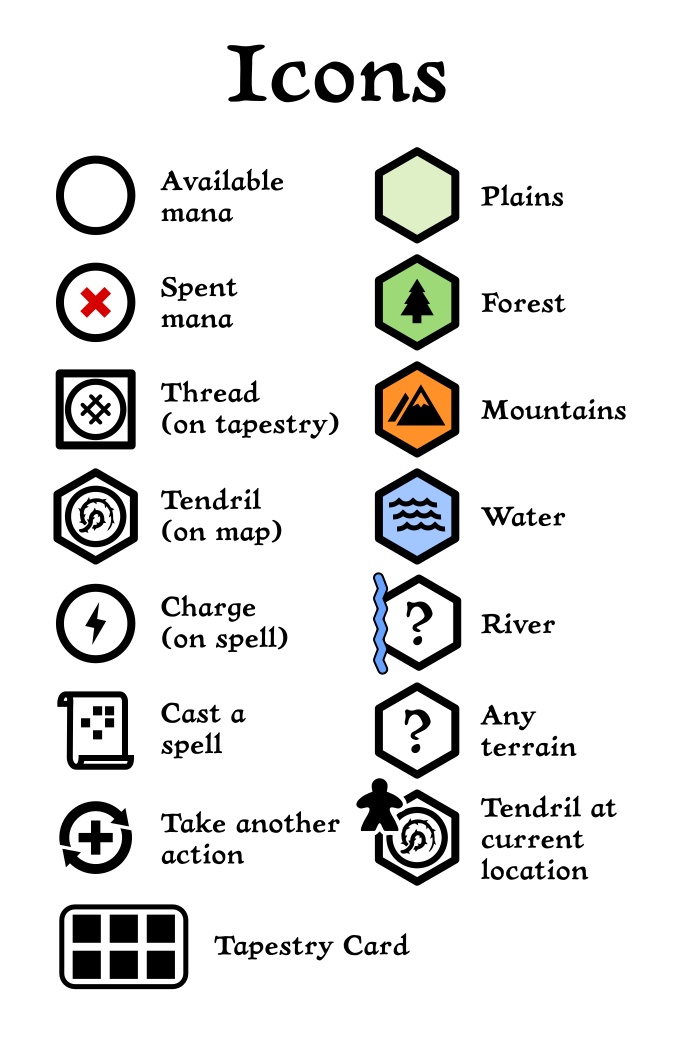 Icons
Available
mana
Spent
mana
Thread
(on tapestry)
Tendril
(on map)
Charge
(on spell)
Cast a
spell
Take another
action
Tapestry Card
Plains
Forest
Mountains
Water
?
River
?
Any
terrain
Tendril at
current
location